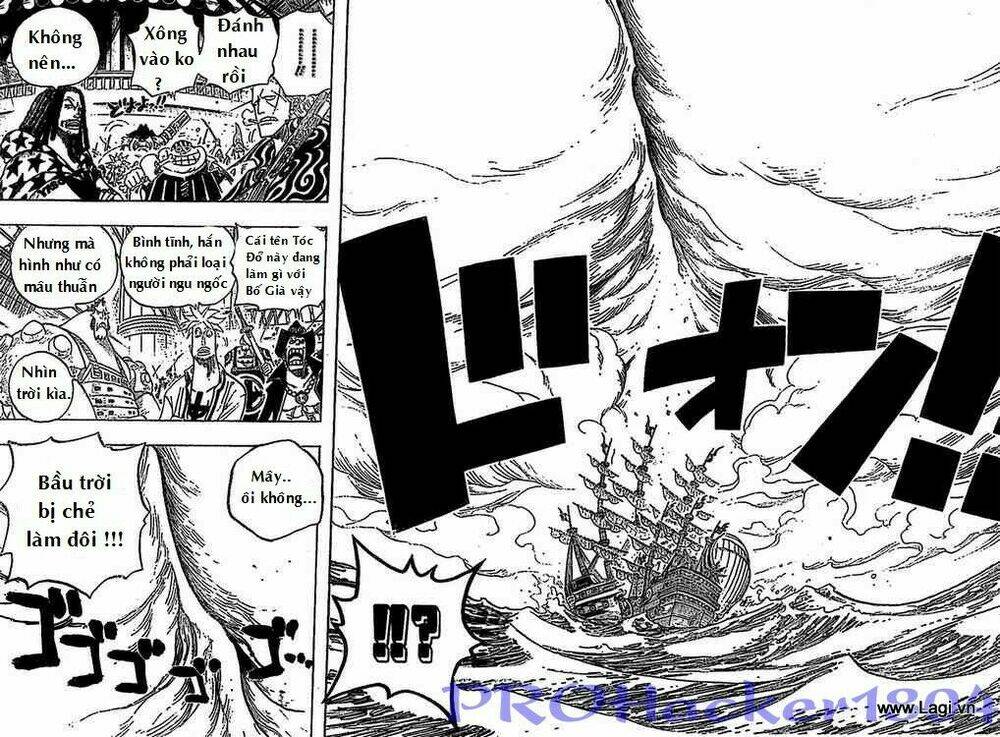 !!
Đánh
nhau
rồi
Xông
vào ko
?
Không
nên...
どよっ!!
Cái tên Tóc
Đỏ này đang
làm gì với
Bố Già vậy
Bình tĩnh, hắn
không phải loại
người ngu ngốc
Nhưng mà
hình như có
mâu thuẫn
Nhìn
trời kìa.
Mây..
ôi không...
Bầu trời
bị chẻ
làm đôi !!!
ゴゴゴゴゴ
!!?
ドォン!!
PROHacker1804
www.Lagi.vn